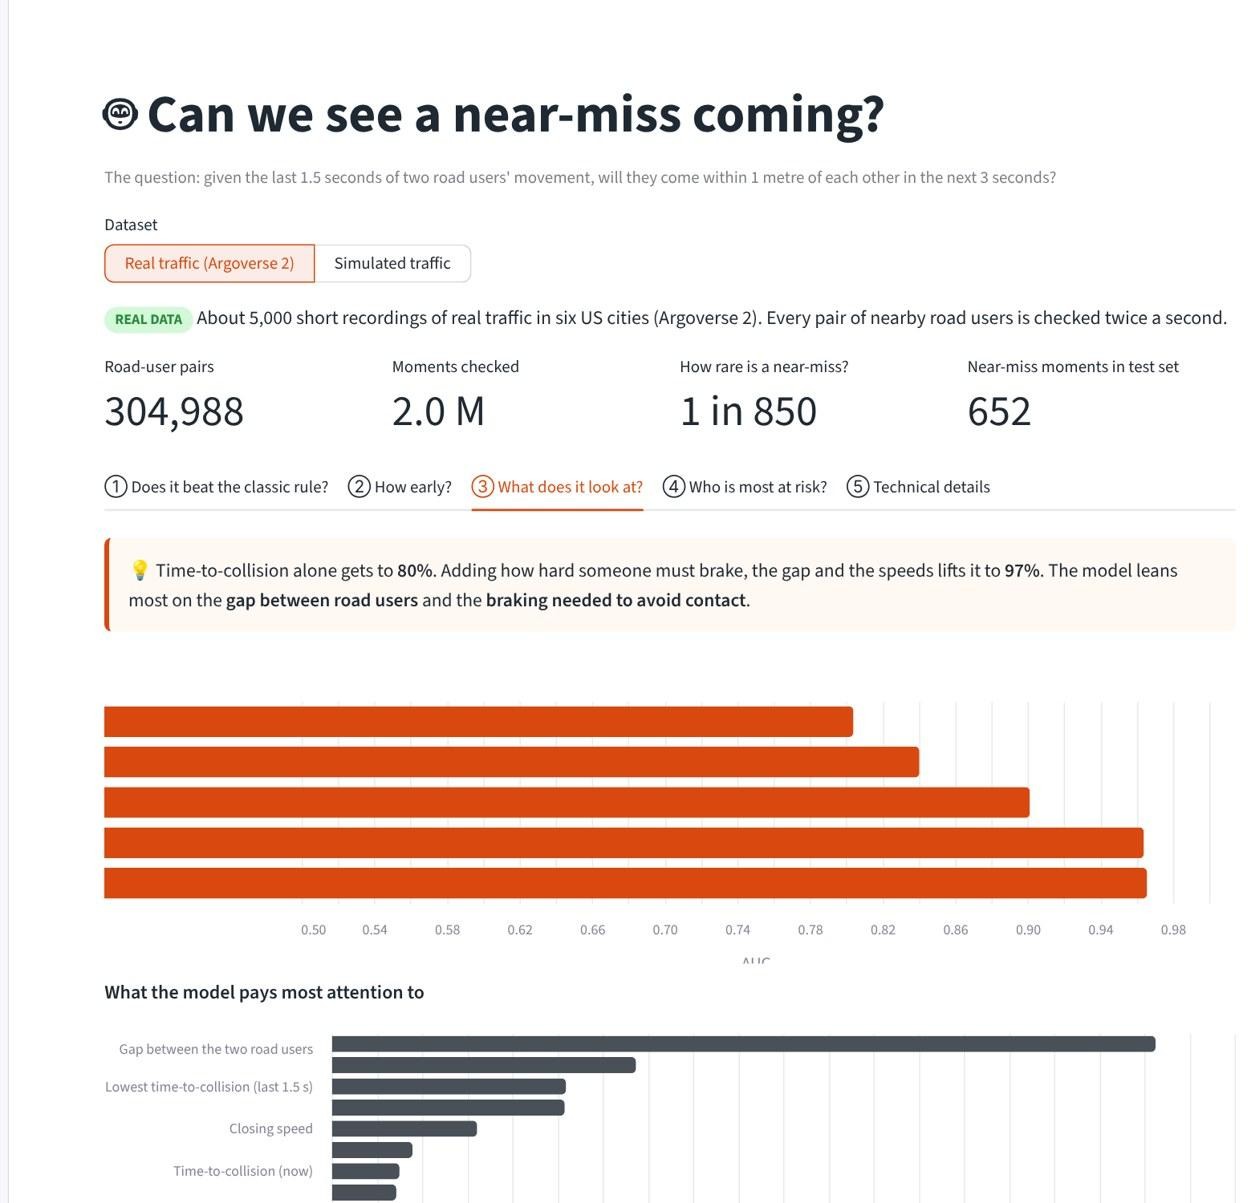 Can we see a near-miss coming?
The question: given the last 1.5 seconds of two road users' movement, will they come within 1 metre of each other in the next 3 seconds?
Dataset
Real traffic (Argoverse 2) Simulated traffic
REAL DATA About 5,000 short recordings of real traffic in six US cities (Argoverse 2). Every pair of nearby road users is checked twice a second.
Road-user pairs Moments checked How rare is a near-miss? Near-miss moments in test set
304,988 2.0 M 1 in 850 652
① Does it beat the classic rule? ② How early? ③ What does it look at? ④ Who is most at risk? ⑤ Technical details
💡 Time-to-collision alone gets to 80%. Adding how hard someone must brake, the gap and the speeds lifts it to 97%. The model leans
most on the gap between road users and the braking needed to avoid contact.
0.50 0.54 0.58 0.62 0.66 0.70 0.74 0.78 0.82 0.86 0.90 0.94 0.98
AUC
What the model pays most attention to
Gap between the two road users
Lowest time-to-collision (last 1.5 s)
Closing speed
Time-to-collision (now)